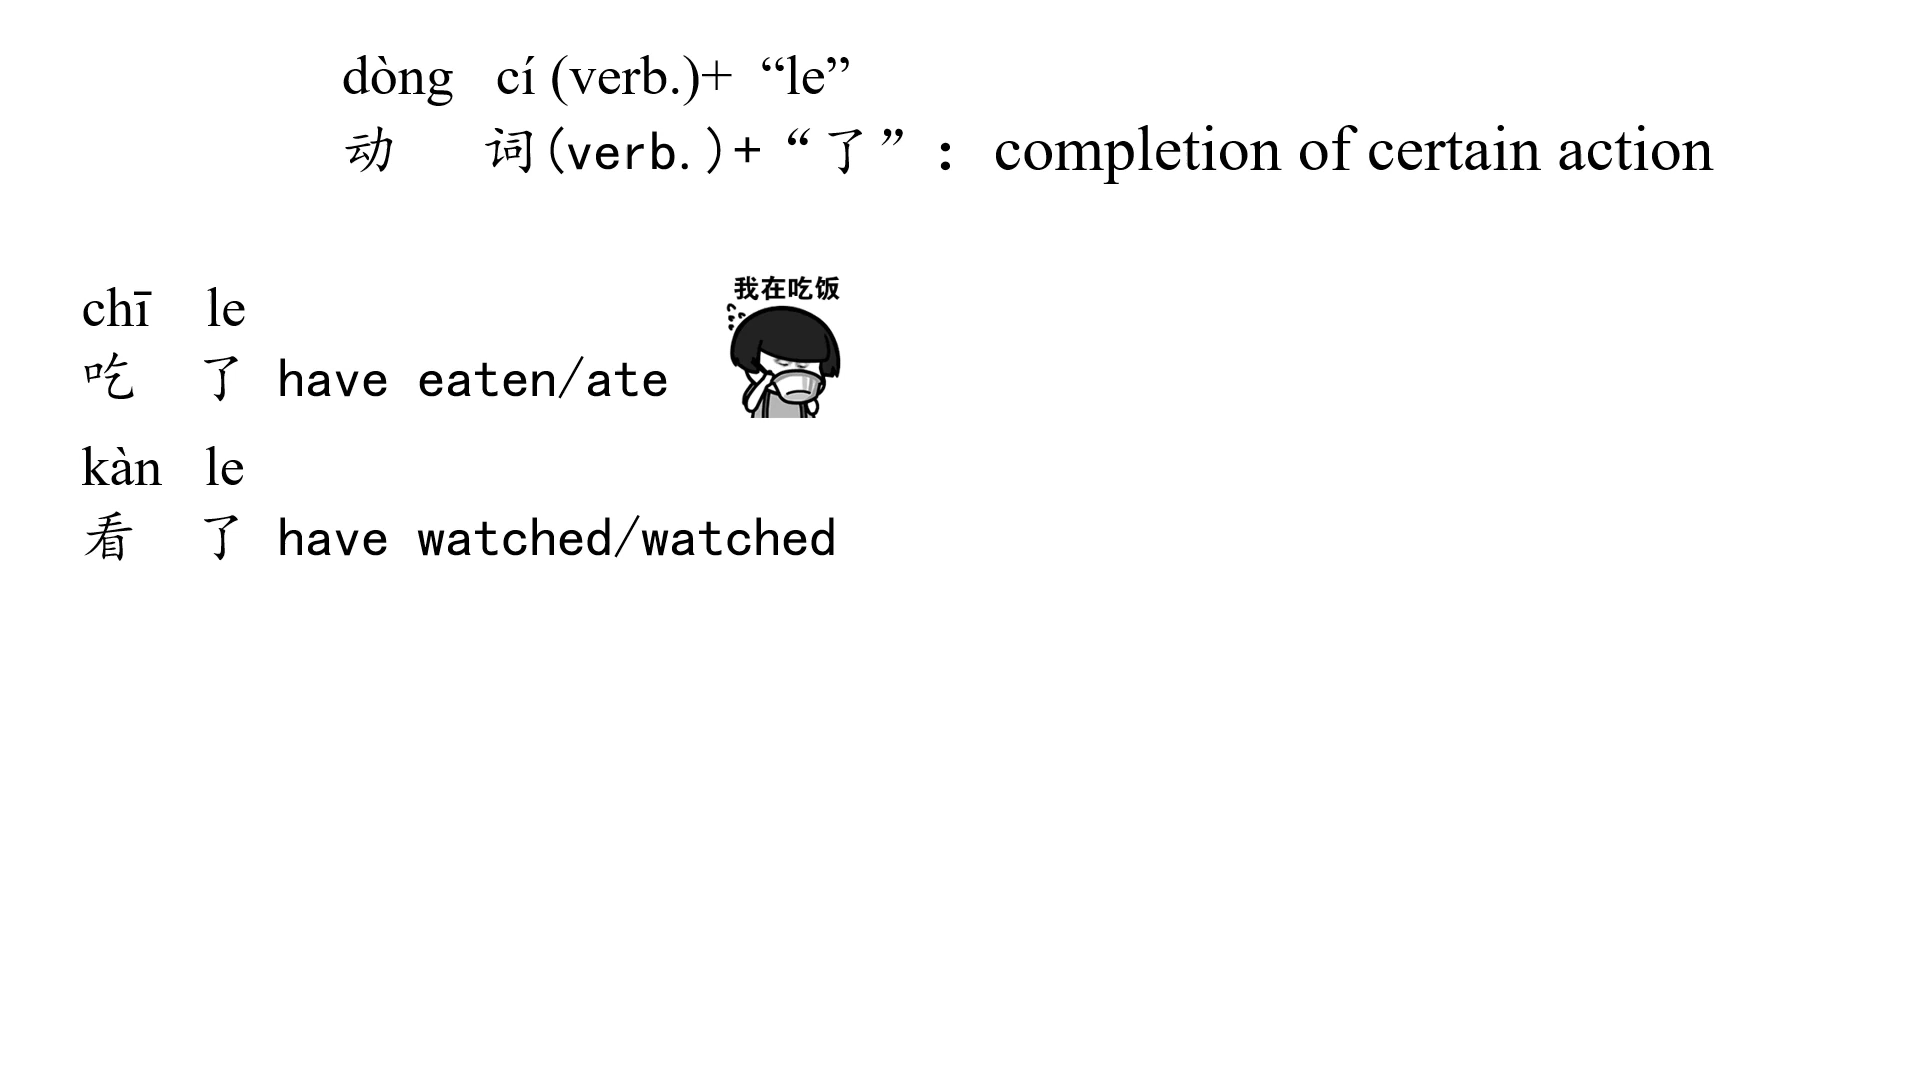 dòng cí (verb.)+ “le”
动 词(verb.)+“了”：completion of certain action
我在吃饭
chī le
吃 了 have eaten/ate
kàn le
看 了 have watched/watched